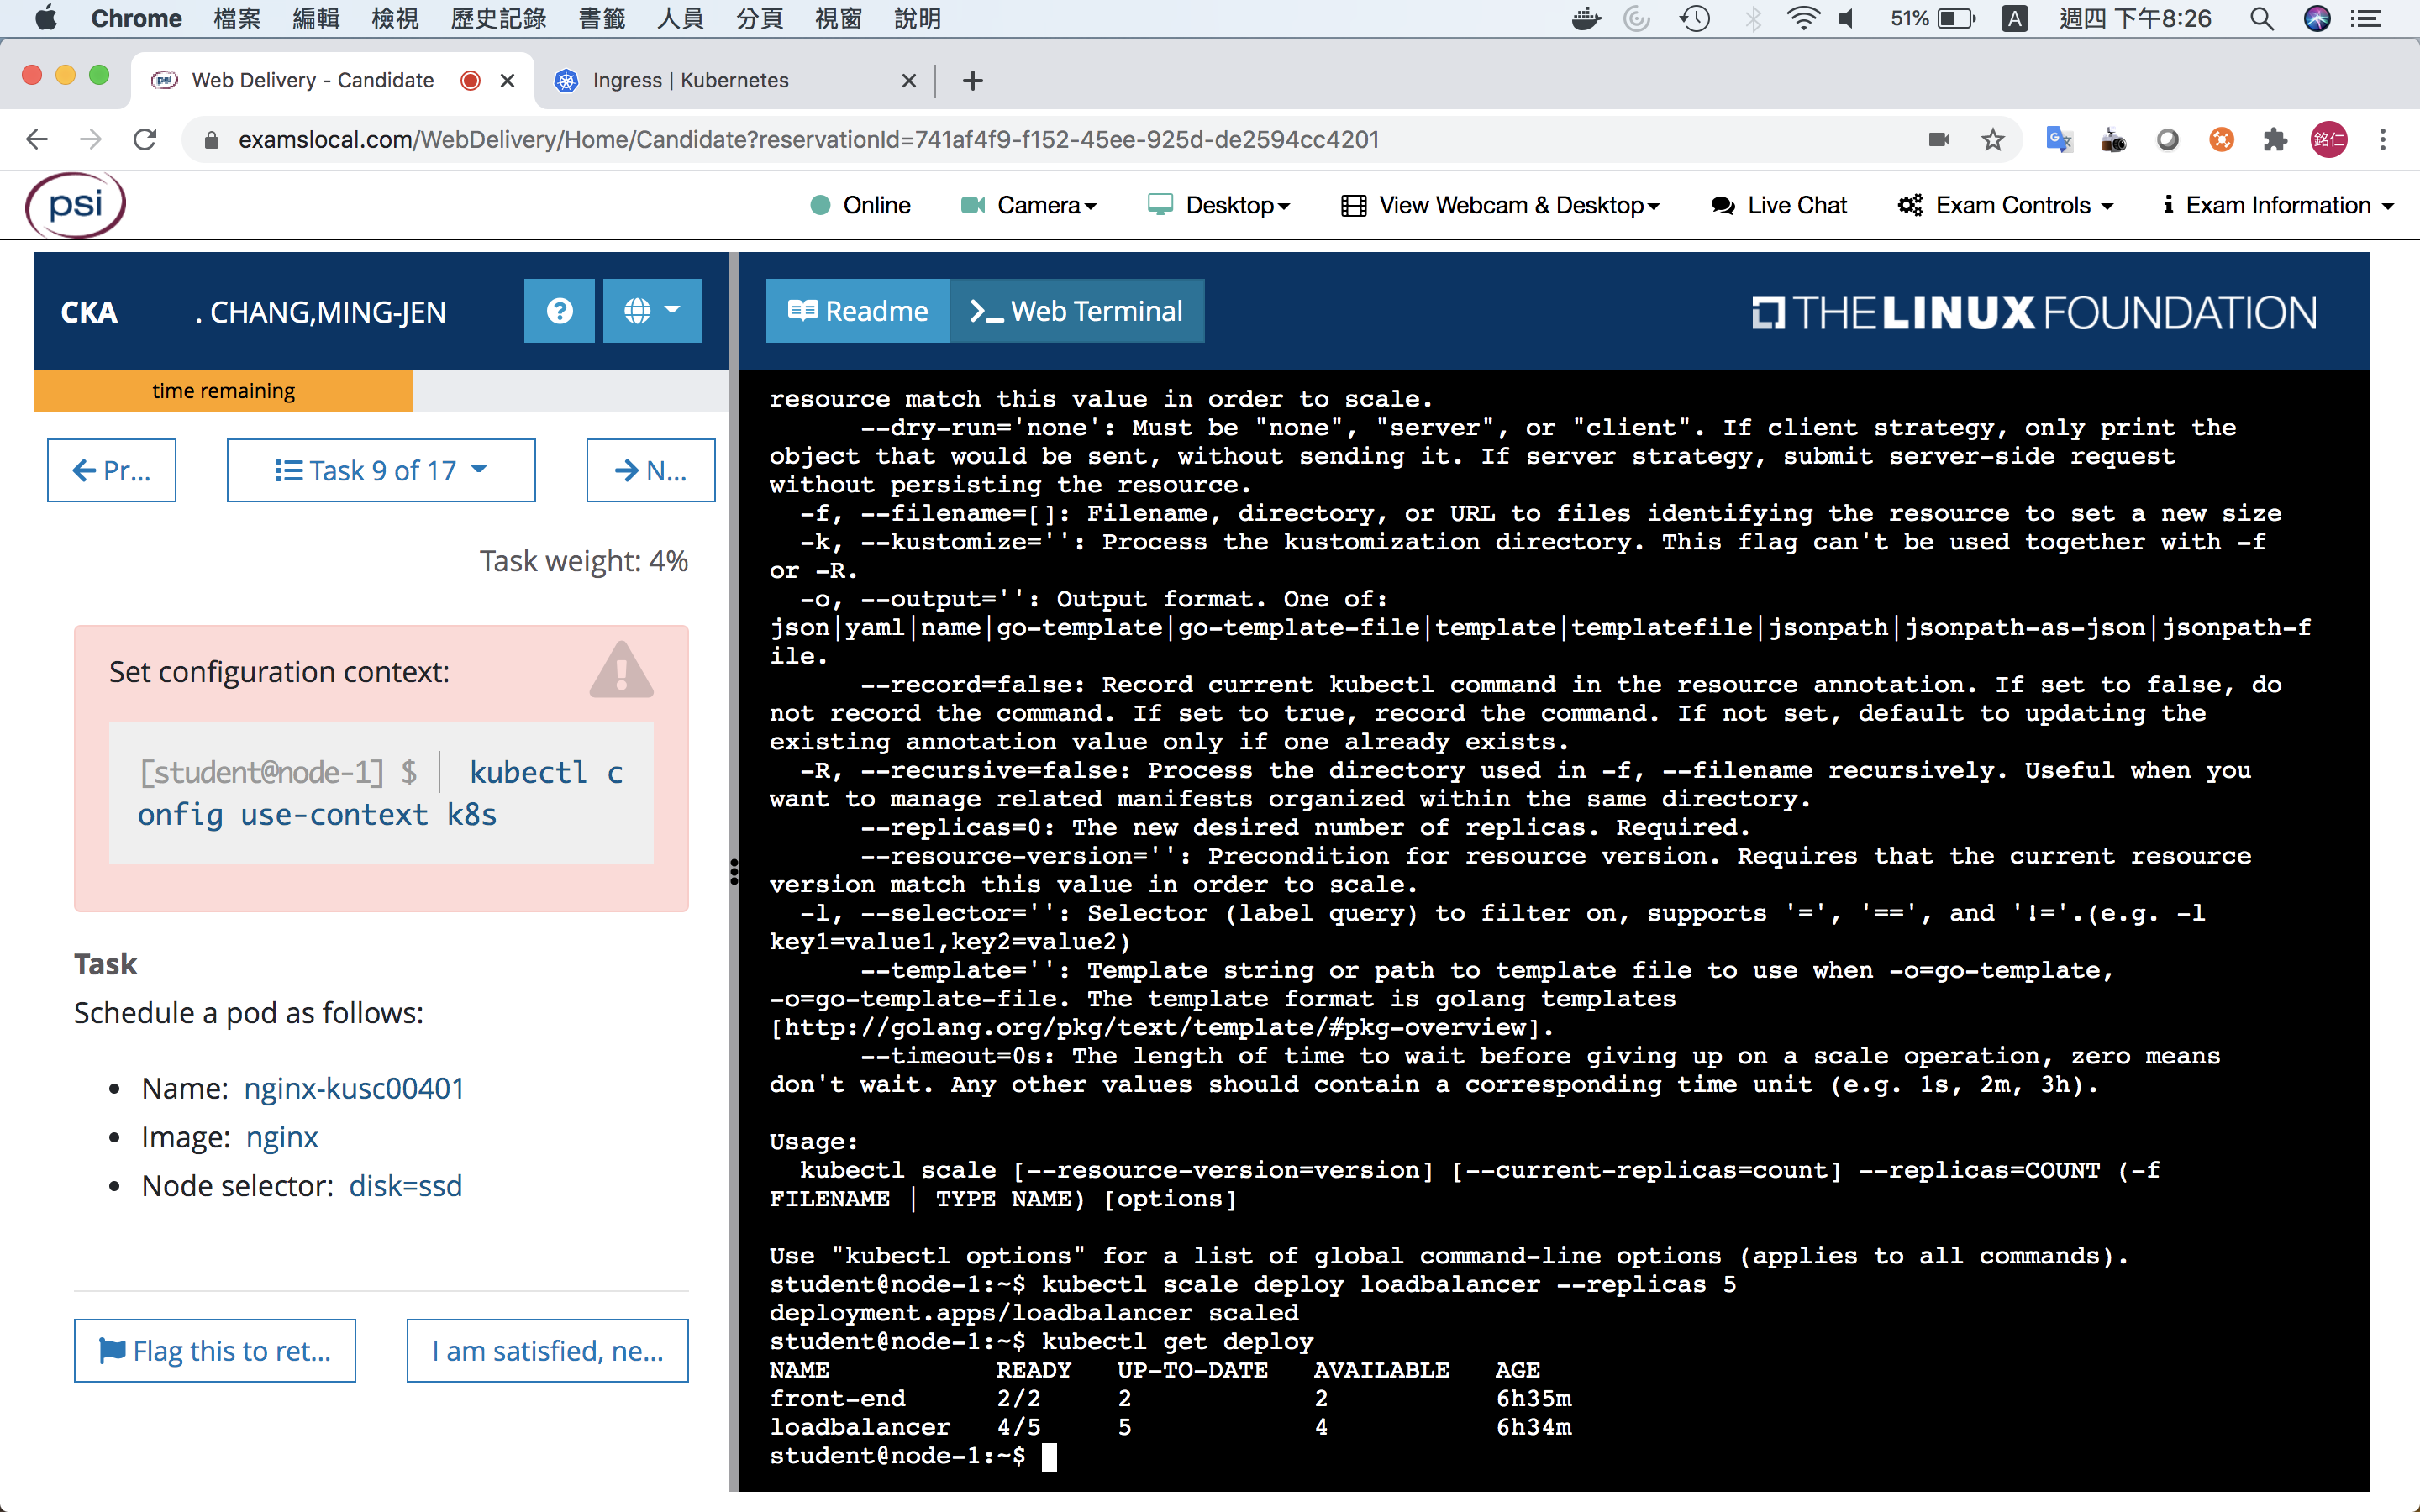 Chrome 檔案 編輯 檢視 歷史記錄 書籤 人員 分頁 視窗 說明 51% A 週四 下午8:26
psi Web Delivery - Candidate Ingress | Kubernetes
examslocal.com/WebDelivery/Home/Candidate?reservationId=741af4f9-f152-45ee-925d-de2594cc4201 銘仁
psi Online Camera Desktop View Webcam & Desktop Live Chat Exam Controls Exam Information
CKA . CHANG,MING-JEN
Readme Web Terminal THE LINUX FOUNDATION
time remaining
Pr... Task 9 of 17 N...
Task weight: 4%
Set configuration context:
[student@node-1] $ | kubectl c
onfig use-context k8s
Task
Schedule a pod as follows:
• Name: nginx-kusc00401
• Image: nginx
• Node selector: disk=ssd
Flag this to ret... I am satisfied, ne...
resource match this value in order to scale.
--dry-run='none': Must be "none", "server", or "client". If client strategy, only print the
object that would be sent, without sending it. If server strategy, submit server-side request
without persisting the resource.
-f, --filename=[]: Filename, directory, or URL to files identifying the resource to set a new size
-k, --kustomize='': Process the kustomization directory. This flag can't be used together with -f
or -R.
-o, --output='': Output format. One of:
json|yaml|name|go-template|go-template-file|template|templatefile|jsonpath|jsonpath-as-json|jsonpath-f
ile.
--record=false: Record current kubectl command in the resource annotation. If set to false, do
not record the command. If set to true, record the command. If not set, default to updating the
existing annotation value only if one already exists.
-R, --recursive=false: Process the directory used in -f, --filename recursively. Useful when you
want to manage related manifests organized within the same directory.
--replicas=0: The new desired number of replicas. Required.
--resource-version='': Precondition for resource version. Requires that the current resource
version match this value in order to scale.
-l, --selector='': Selector (label query) to filter on, supports '=', '==', and '!='.(e.g. -l
key1=value1,key2=value2)
--template='': Template string or path to template file to use when -o=go-template,
-o=go-template-file. The template format is golang templates
[http://golang.org/pkg/text/template/#pkg-overview].
--timeout=0s: The length of time to wait before giving up on a scale operation, zero means
don't wait. Any other values should contain a corresponding time unit (e.g. 1s, 2m, 3h).
Usage:
kubectl scale [--resource-version=version] [--current-replicas=count] --replicas=COUNT (-f
FILENAME | TYPE NAME) [options]
Use "kubectl options" for a list of global command-line options (applies to all commands).
student@node-1:~$ kubectl scale deploy loadbalancer --replicas 5
deployment.apps/loadbalancer scaled
student@node-1:~$ kubectl get deploy
NAME READY UP-TO-DATE AVAILABLE AGE
front-end 2/2 2 2 6h35m
loadbalancer 4/5 5 4 6h34m
student@node-1:~$